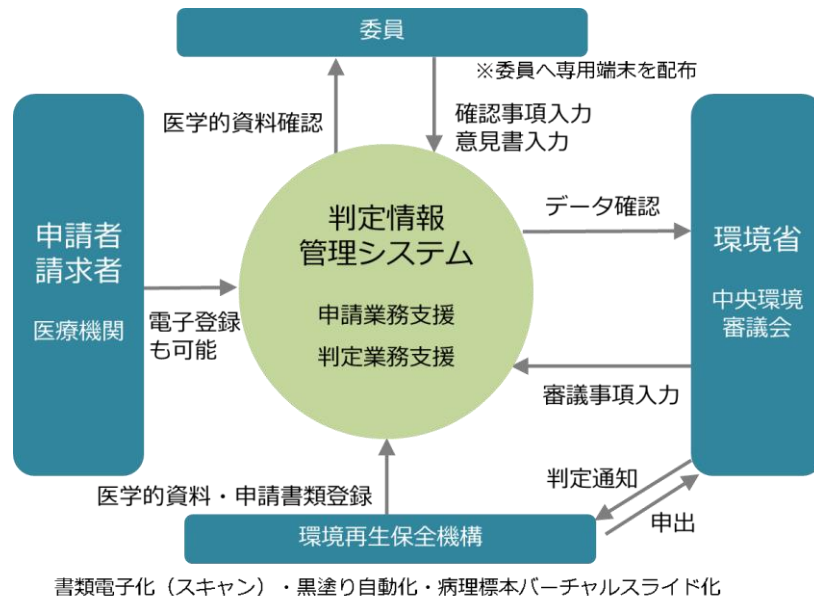 委員
※委員へ専用端末を配布
医学的資料確認
確認事項入力
意見書入力
申請者
請求者
医療機関
電子登録
も可能
判定情報
管理システム
申請業務支援
判定業務支援
データ確認
環境省
中央環境
審議会
審議事項入力
医学的資料・申請書類登録
判定通知
申出
環境再生保全機構
書類電子化（スキャン）・黒塗り自動化・病理標本バーチャルスライド化